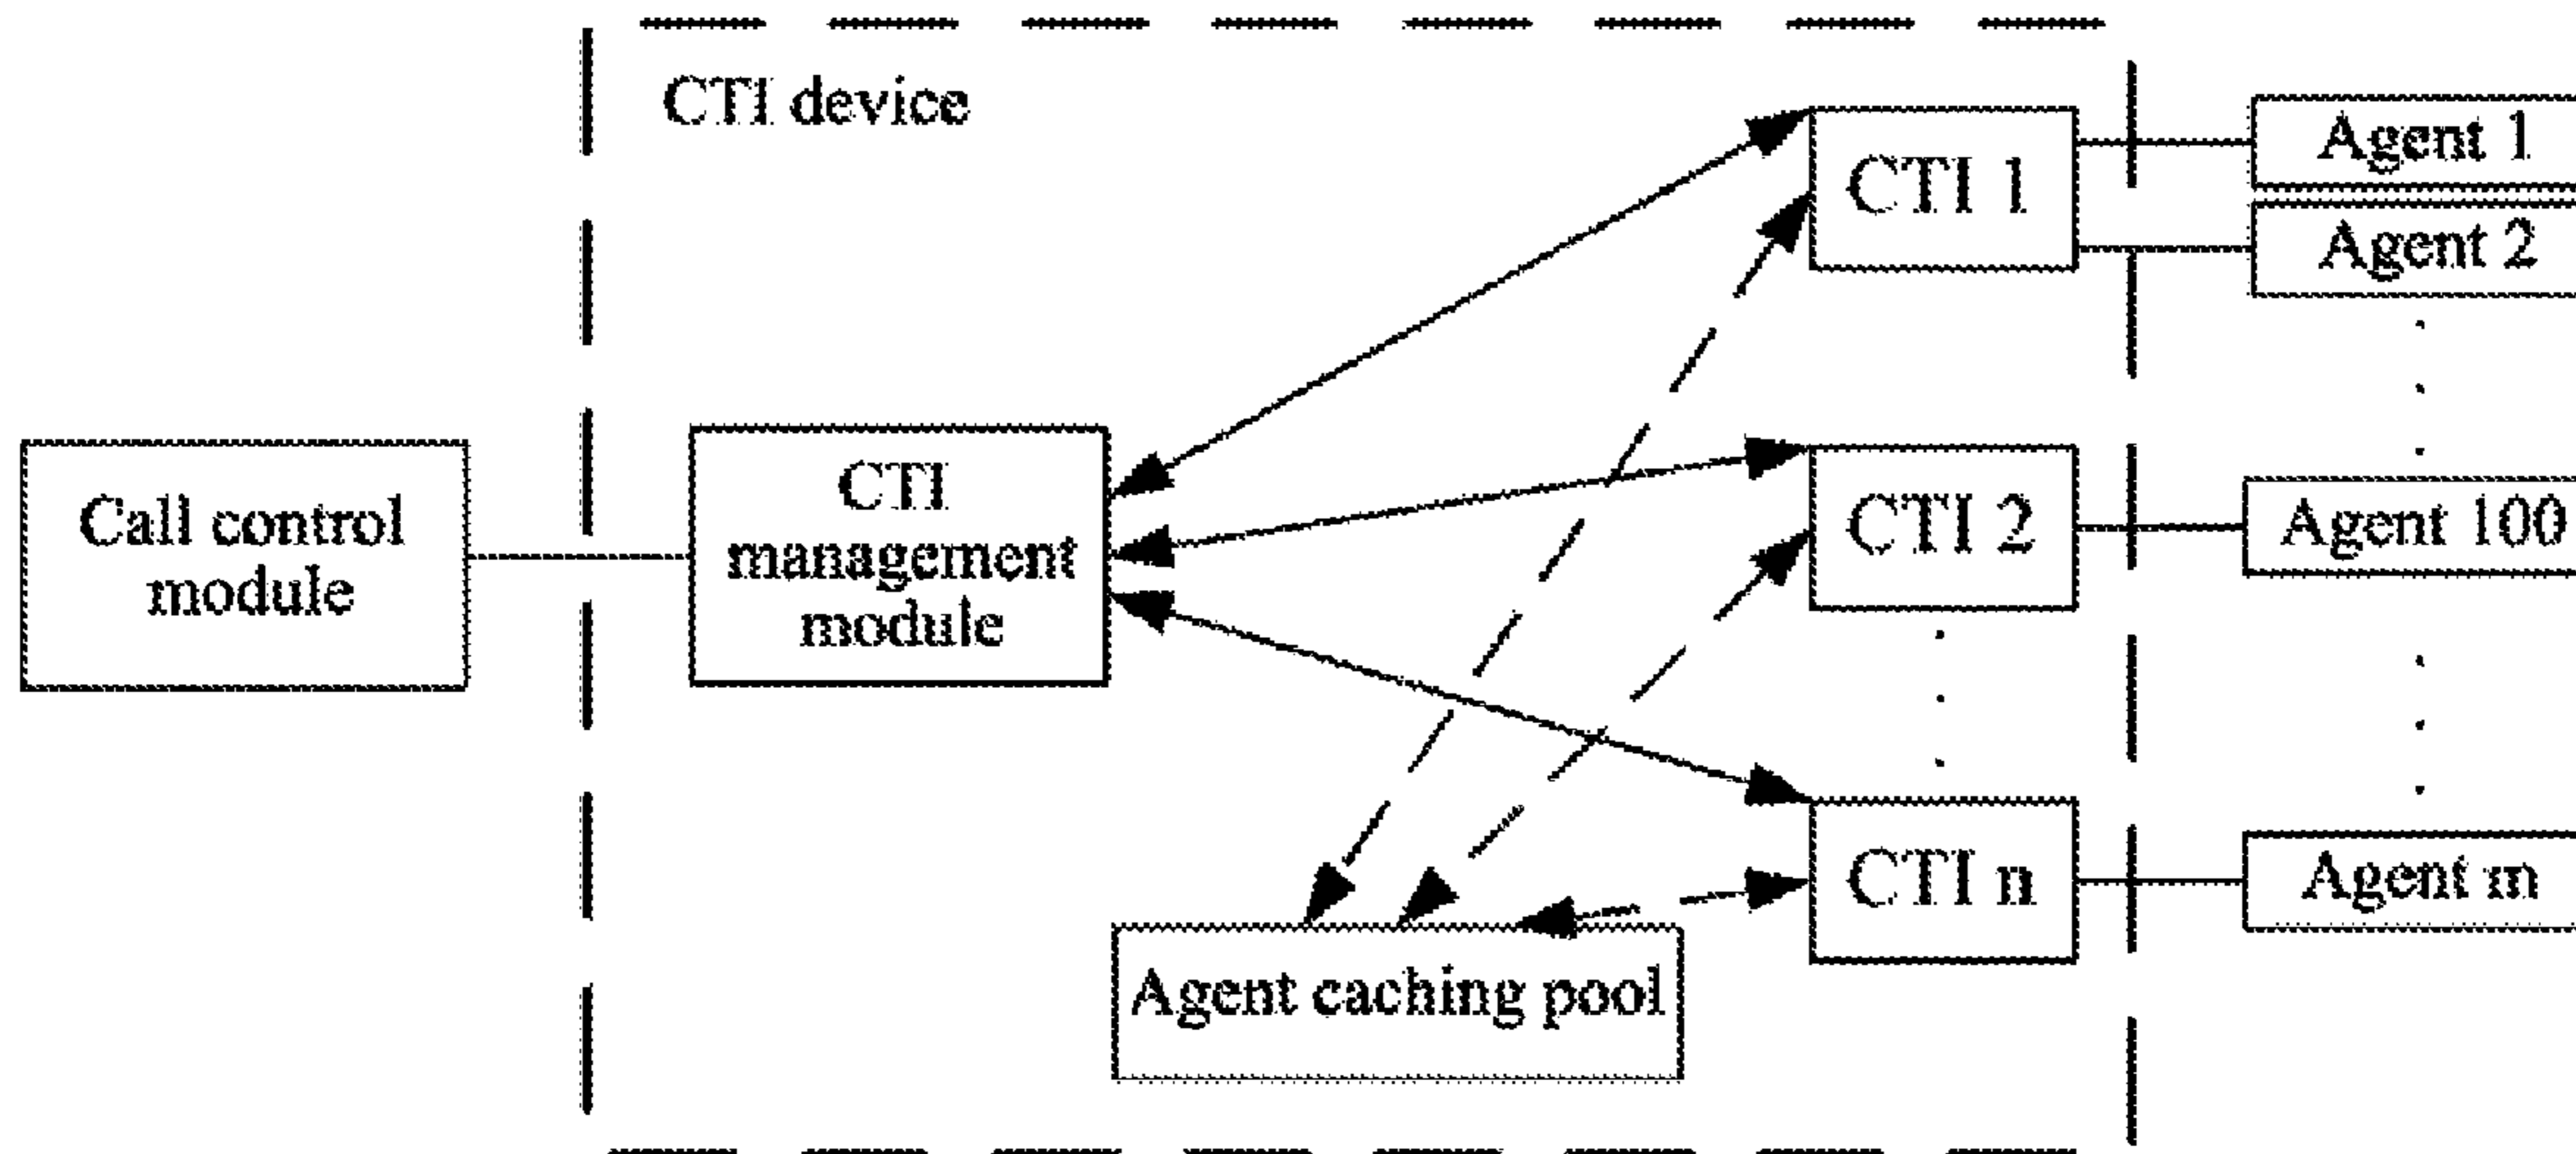 CTI device
Call control
module
CTI
management
module
CTI 1
CTI 2
CTI n
Agent caching pool
Agent 1
Agent 2
Agent 100
Agent m